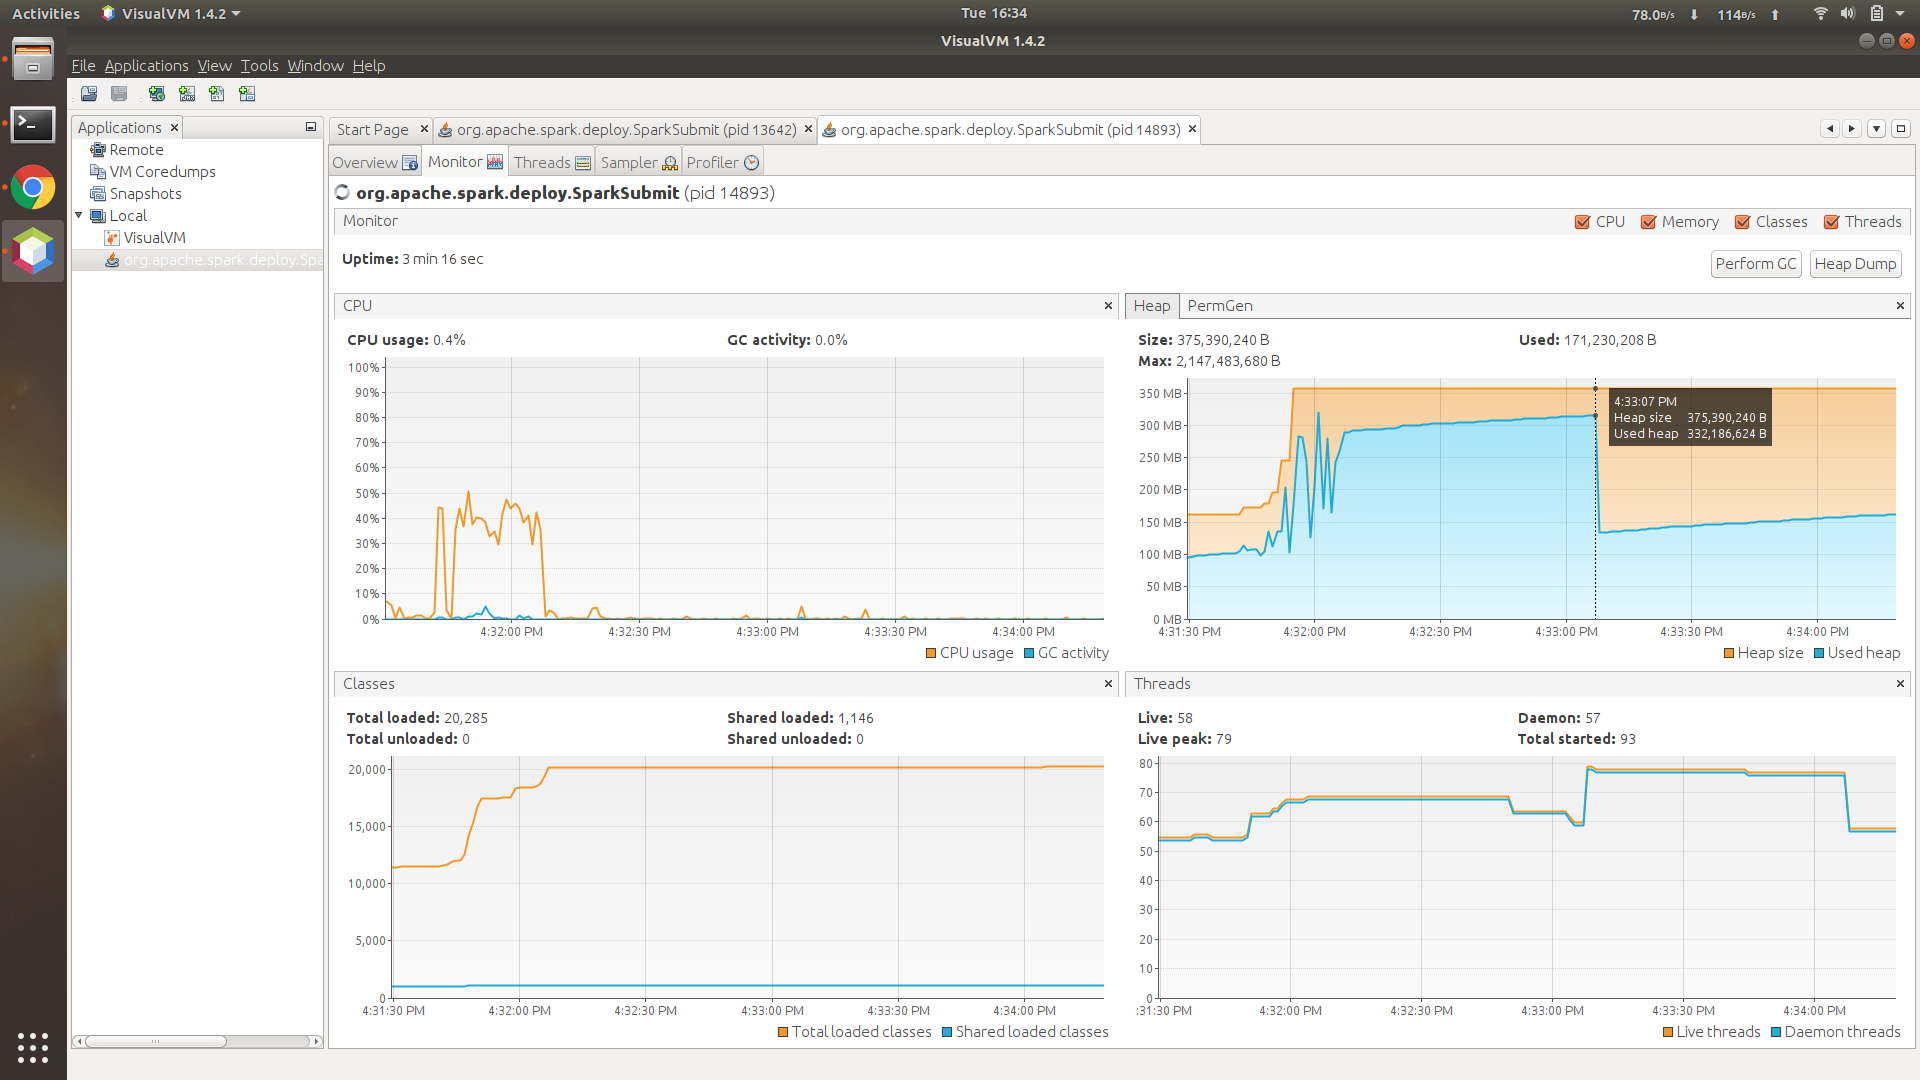 Activities VisualVM 1.4.2 Tue 16:34 78.0B/s 114B/s
VisualVM 1.4.2
File Applications View Tools Window Help
Applications Start Page org.apache.spark.deploy.SparkSubmit (pid 13642) org.apache.spark.deploy.SparkSubmit (pid 14893)
Remote
VM Coredumps
Snapshots
Local
VisualVM
org.apache.spark.deploy.Spa
Overview Monitor Threads Sampler Profiler
org.apache.spark.deploy.SparkSubmit (pid 14893)
Monitor CPU Memory Classes Threads
Uptime: 3 min 16 sec Perform GC Heap Dump
CPU
CPU usage: 0.4% GC activity: 0.0%
100%
90%
80%
70%
60%
50%
40%
30%
20%
10%
0%
4:32:00 PM 4:32:30 PM 4:33:00 PM 4:33:30 PM 4:34:00 PM
CPU usage GC activity
Heap PermGen
Size: 375,390,240 B Used: 171,230,208 B
Max: 2,147,483,680 B
350 MB
300 MB
250 MB
200 MB
150 MB
100 MB
50 MB
0 MB
4:33:07 PM
Heap size 375,390,240 B
Used heap 332,186,624 B
4:31:30 PM 4:32:00 PM 4:32:30 PM 4:33:00 PM 4:33:30 PM 4:34:00 PM
Heap size Used heap
Classes
Total loaded: 20,285 Shared loaded: 1,146
Total unloaded: 0 Shared unloaded: 0
20,000
15,000
10,000
5,000
0
4:31:30 PM 4:32:00 PM 4:32:30 PM 4:33:00 PM 4:33:30 PM 4:34:00 PM
Total loaded classes Shared loaded classes
Threads
Live: 58 Daemon: 57
Live peak: 79 Total started: 93
80
70
60
50
40
30
20
10
0
:31:30 PM 4:32:00 PM 4:32:30 PM 4:33:00 PM 4:33:30 PM 4:34:00 PM
Live threads Daemon threads